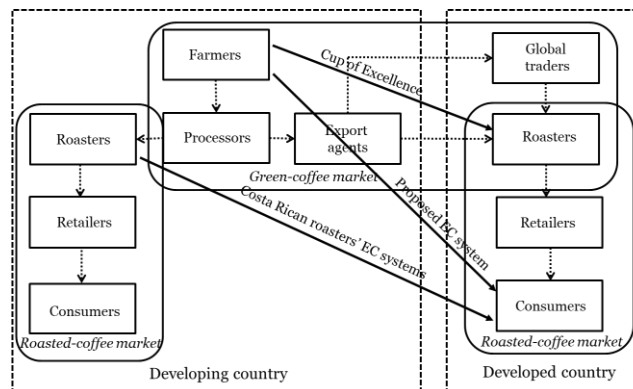 Farmers
Global
traders
Cup of Excellence
Roasters
Processors
Export
agents
Roasters
Green-coffee market
Costa Rican roasters' EC systems
Proposed EC system
Retailers
Retailers
Consumers
Consumers
Roasted-coffee market
Roasted-coffee market
Developing country
Developed country